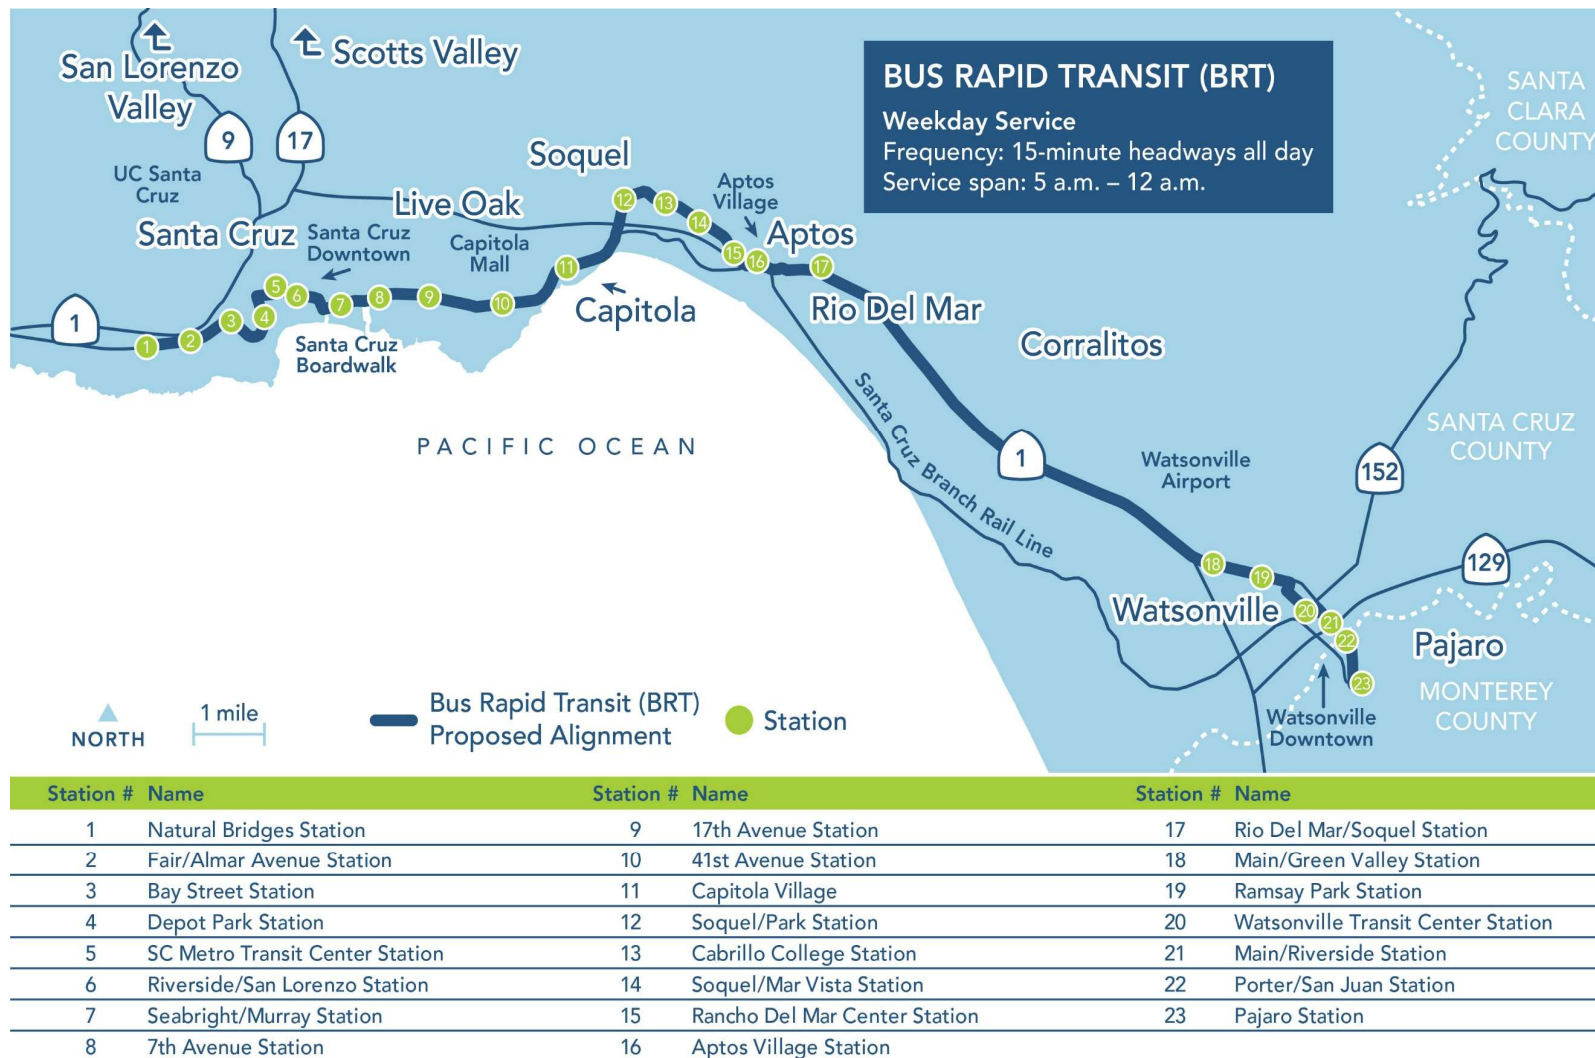 San Lorenzo
Valley
Scotts Valley
BUS RAPID TRANSIT (BRT)
Weekday Service
Frequency: 15-minute headways all day
Service span: 5 a.m. – 12 a.m.
SANTA
CLARA
COUNTY
9
17
UC Santa
Cruz
Soquel
Aptos
Village
Live Oak
Santa Cruz
Santa Cruz
Downtown
Capitola
Mall
Aptos
12
13
14
15
16
17
11
5
6
7
8
9
10
Capitola
Rio Del Mar
1
3
4
2
1
Santa Cruz
Boardwalk
Corralitos
PACIFIC OCEAN
Santa Cruz Branch Rail Line
1
Watsonville
Airport
SANTA CRUZ
COUNTY
152
129
18
19
20
21
22
23
Watsonville
Pajaro
MONTEREY
COUNTY
Watsonville
Downtown
NORTH
1 mile
Bus Rapid Transit (BRT)
Proposed Alignment
Station
Station # Name Station # Name Station # Name
1 Natural Bridges Station 9 17th Avenue Station 17 Rio Del Mar/Soquel Station
2 Fair/Almar Avenue Station 10 41st Avenue Station 18 Main/Green Valley Station
3 Bay Street Station 11 Capitola Village 19 Ramsay Park Station
4 Depot Park Station 12 Soquel/Park Station 20 Watsonville Transit Center Station
5 SC Metro Transit Center Station 13 Cabrillo College Station 21 Main/Riverside Station
6 Riverside/San Lorenzo Station 14 Soquel/Mar Vista Station 22 Porter/San Juan Station
7 Seabright/Murray Station 15 Rancho Del Mar Center Station 23 Pajaro Station
8 7th Avenue Station 16 Aptos Village Station